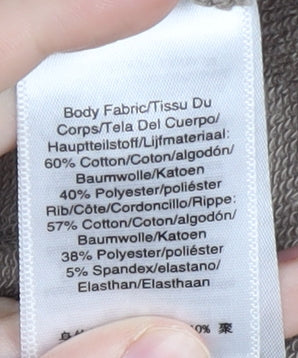 Body Fabric/Tissu Du
Corps/Tela Del Cuerpo/
Hauptteilstoff/Lijfmateriaal:
60% Cotton/Coton/algodón/
Baumwolle/Katoen
40% Polyester/poliéster
Rib/Côte/Cordoncillo/Rippe:
57% Cotton/Coton/algodón/
Baumwolle/Katoen
38% Polyester/poliéster
5% Spandex/elastano/
Elasthan/Elasthaan
聚